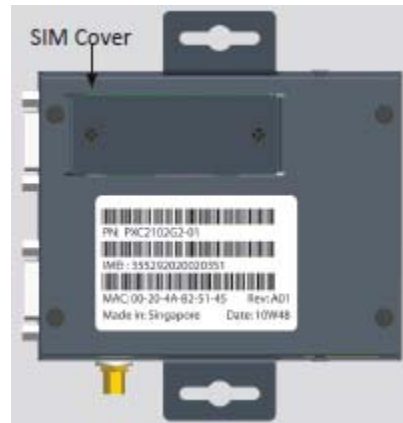 SIM Cover
PN: PXC2102G2-01
IMEI : 355292020020351
MAC: 00-20-4A-82-51-45 Rev: A01
Made in: Singapore Date: 10W48